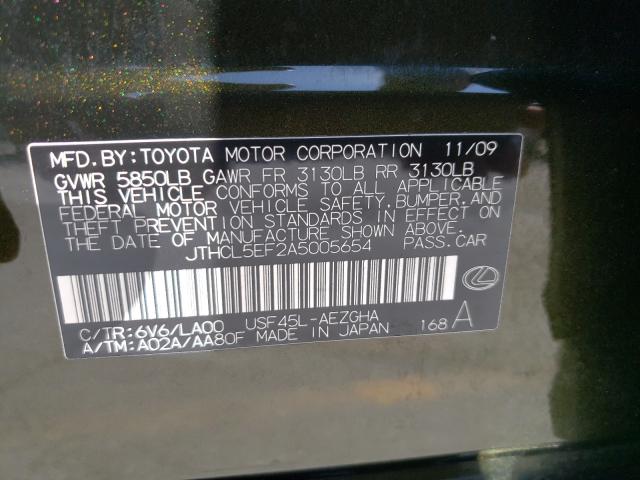 MFD.BY:TOYOTA MOTOR CORPORATION 11/09
GVWR 5850LB GAWR FR 3130LB RR 3130LB
THIS VEHICLE CONFORMS TO ALL APPLICABLE
FEDERAL MOTOR VEHICLE SAFETY,BUMPER,AND
THEFT PREVENTION STANDARDS IN EFFECT ON
THE DATE OF MANUFACTURE SHOWN ABOVE.
JTHCL5EF2A5005654 PASS.CAR
C/TR:6V6/LA00 USF45L-AEZGHA
A/TM:A02A/AA80F MADE IN JAPAN 168 A